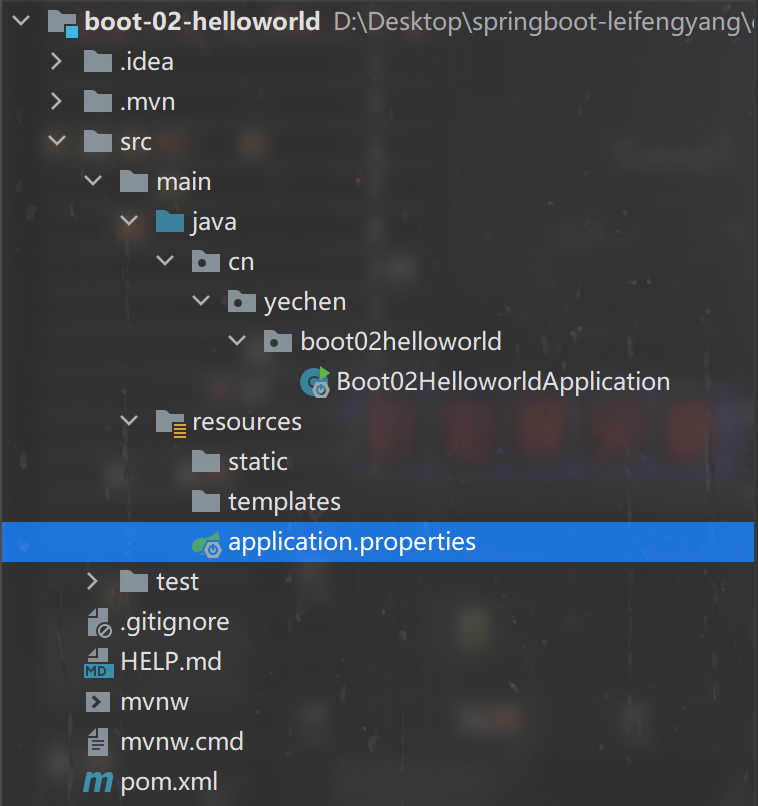 boot-02-helloworld D:\Desktop\springboot-leifengyang\
.idea
.mvn
src
main
java
cn
yechen
boot02helloworld
Boot02HelloworldApplication
resources
static
templates
application.properties
test
.gitignore
HELP.md
MD
mvnw
mvnw.cmd
m pom.xml